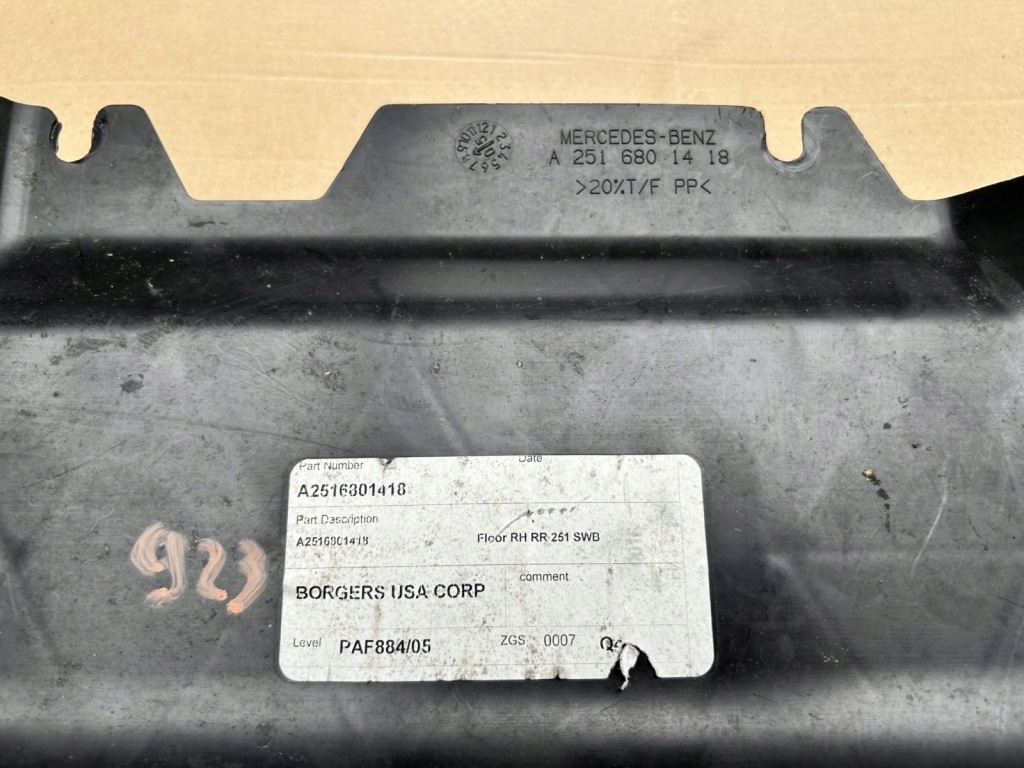 MERCEDES-BENZ
A 251 680 14 18
>20%T/F PP<
Part Number
Date
A2516801418
Part Description
A2516801418
Floor RH RR 251 SWB
comment
BORGERS USA CORP
Level PAF884/05 ZGS 0007
923